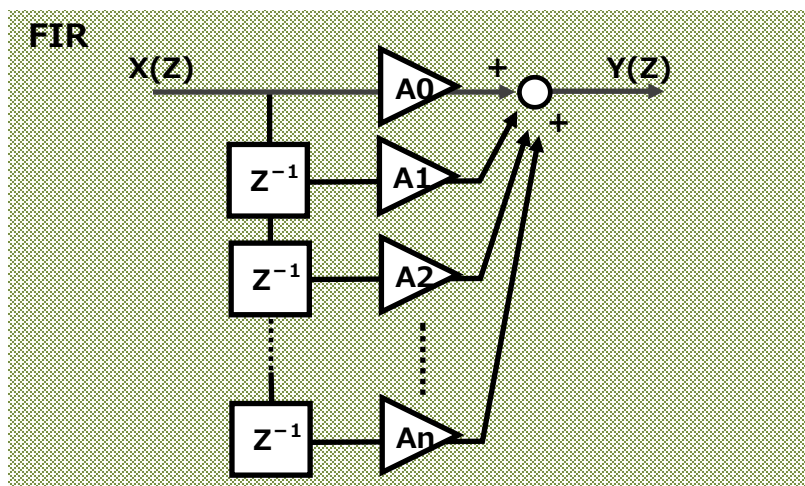 FIR
X(Z)
A0
+
Y(Z)
+
Z⁻¹
A1
Z⁻¹
A2
Z⁻¹
An